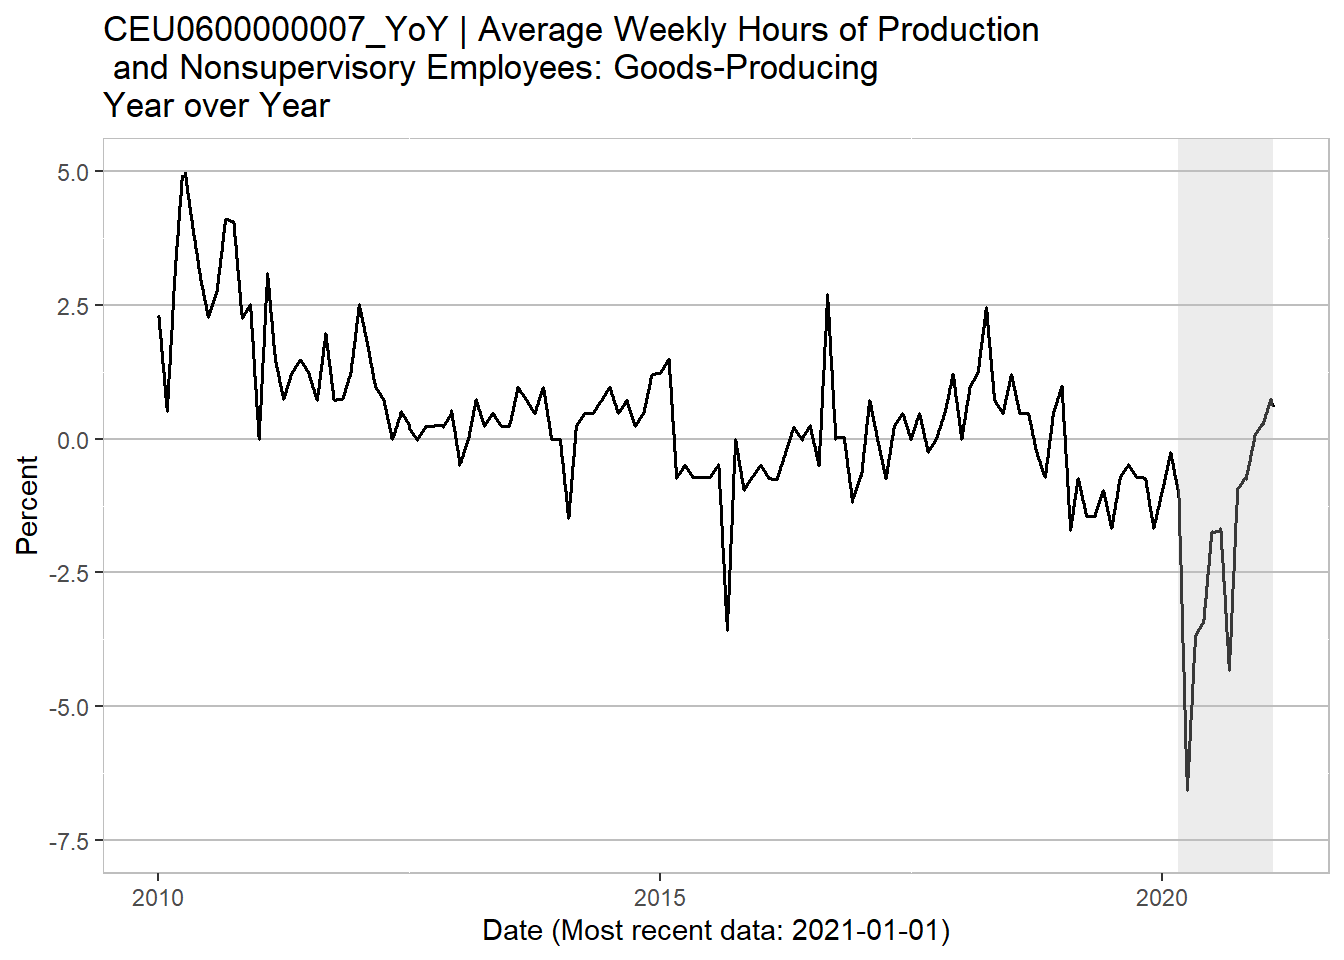 CEU0600000007_YoY | Average Weekly Hours of Production
and Nonsupervisory Employees: Goods-Producing
Year over Year
5.0
2.5
0.0
-2.5
-5.0
-7.5
Percent
2010
2015
2020
Date (Most recent data: 2021-01-01)